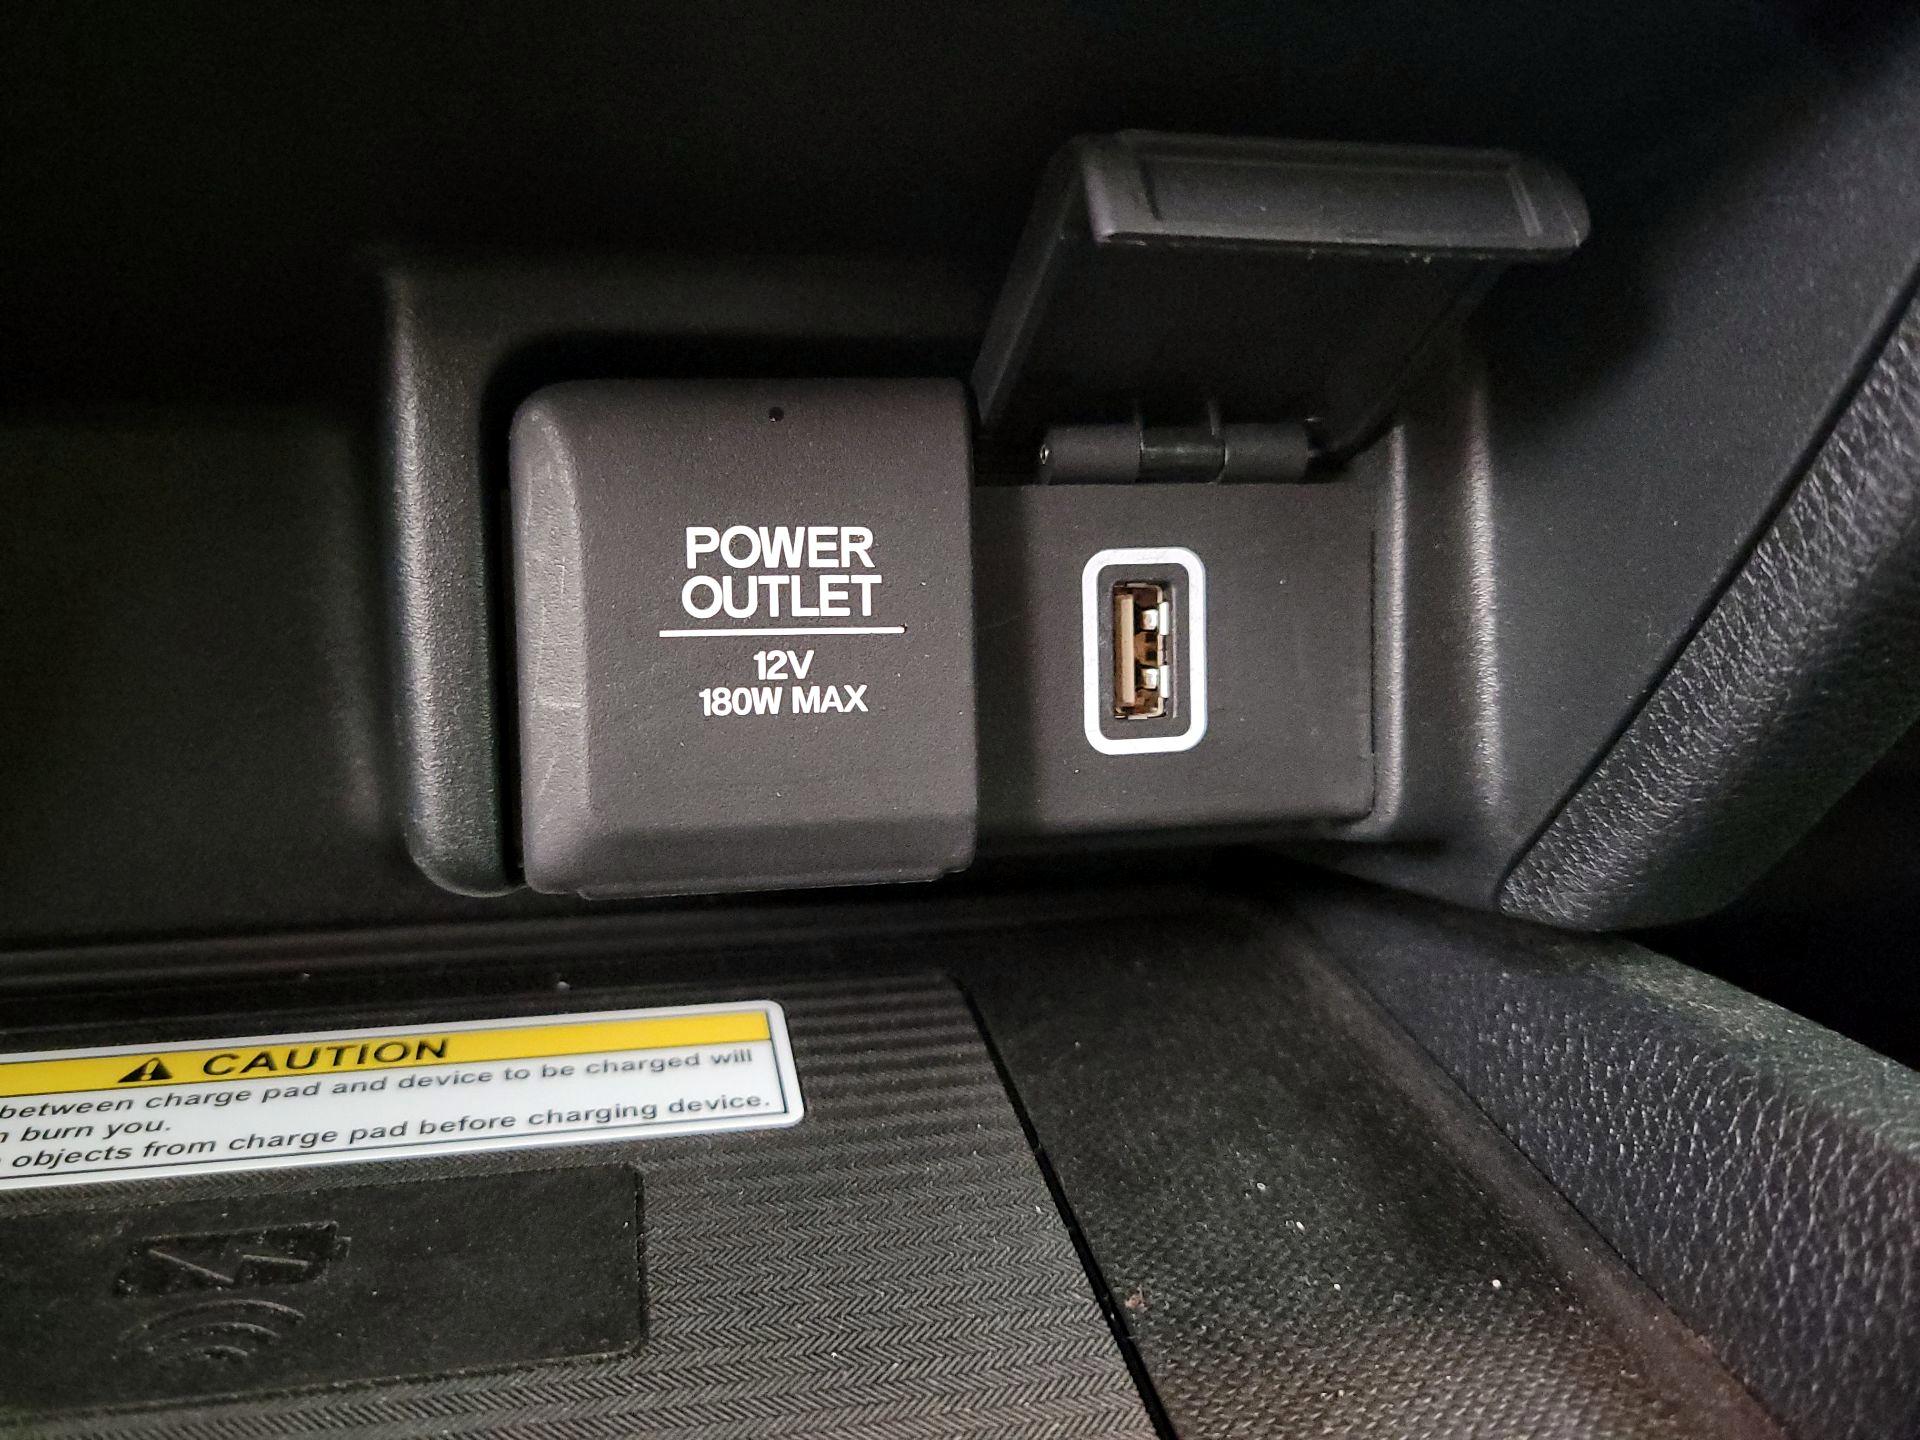 POWER
OUTLET
12V
180W MAX
CAUTION
between charge pad and device to be charged will
burn you.
objects from charge pad before charging device.